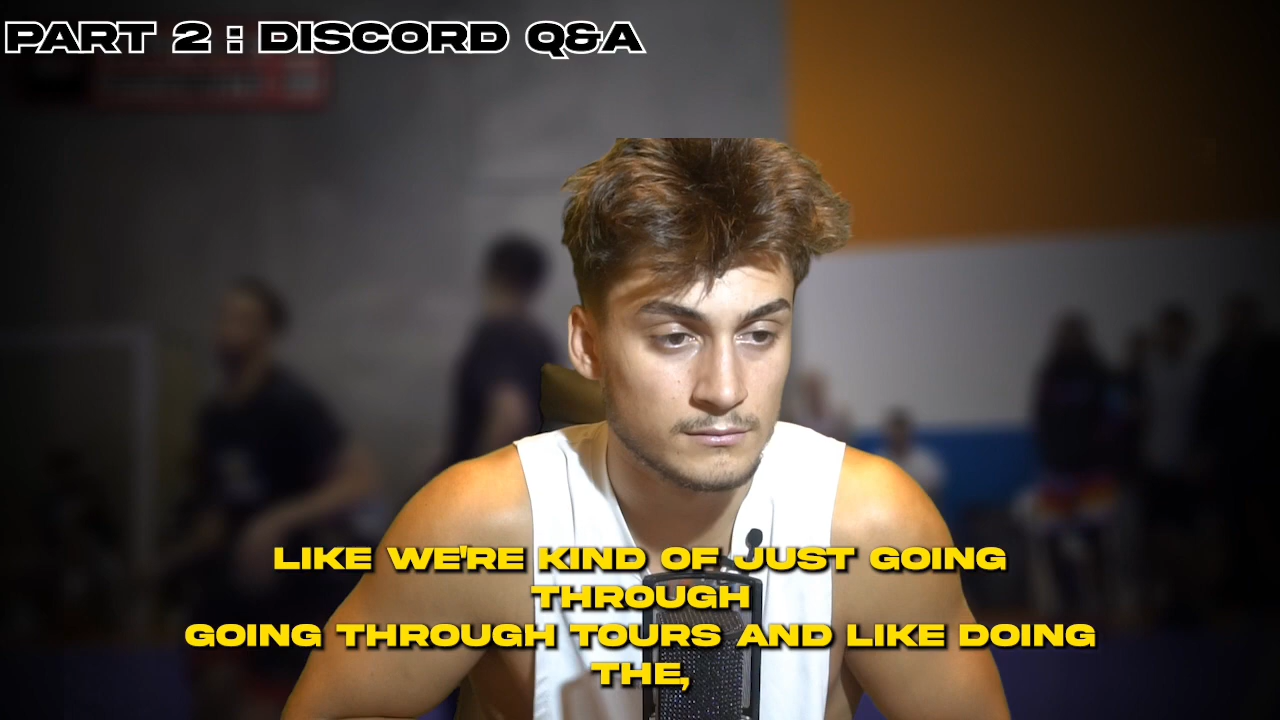 PART 2 : DISCORD Q&A
LIKE WE'RE KIND OF JUST GOING
THROUGH
GOING THROUGH TOURS AND LIKE DOING
THE,